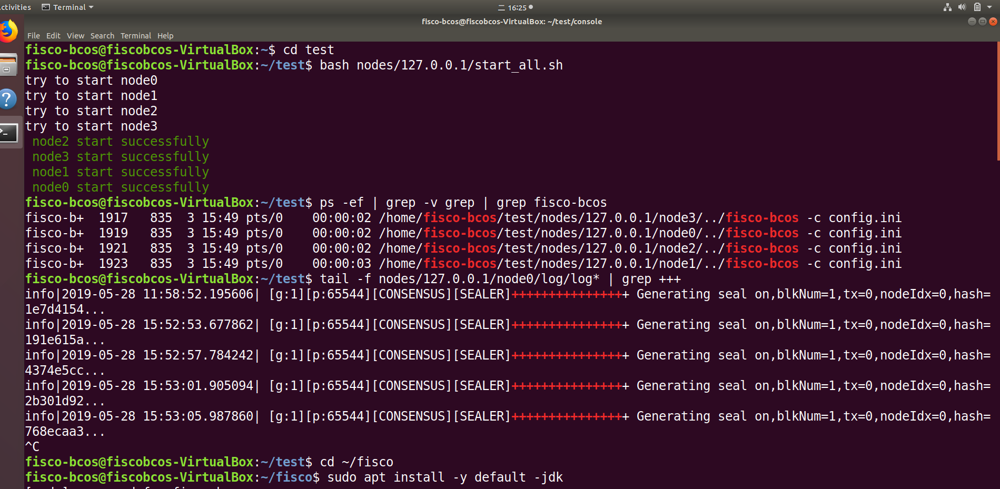 ctivities Terminal 二 16:25
fisco-bcos@fiscobcos-VirtualBox: ~/test/console
File Edit View Search Terminal Help
fisco-bcos@fiscobcos-VirtualBox:~$ cd test
fisco-bcos@fiscobcos-VirtualBox:~/test$ bash nodes/127.0.0.1/start_all.sh
try to start node0
try to start node1
try to start node2
try to start node3
node2 start successfully
node3 start successfully
node1 start successfully
node0 start successfully
fisco-bcos@fiscobcos-VirtualBox:~/test$ ps -ef | grep -v grep | grep fisco-bcos
fisco-b+  1917   835  3 15:49 pts/0    00:00:02 /home/fisco-bcos/test/nodes/127.0.0.1/node3/../fisco-bcos -c config.ini
fisco-b+  1919   835  3 15:49 pts/0    00:00:02 /home/fisco-bcos/test/nodes/127.0.0.1/node0/../fisco-bcos -c config.ini
fisco-b+  1921   835  3 15:49 pts/0    00:00:02 /home/fisco-bcos/test/nodes/127.0.0.1/node2/../fisco-bcos -c config.ini
fisco-b+  1923   835  3 15:49 pts/0    00:00:03 /home/fisco-bcos/test/nodes/127.0.0.1/node1/../fisco-bcos -c config.ini
fisco-bcos@fiscobcos-VirtualBox:~/test$ tail -f nodes/127.0.0.1/node0/log/log* | grep +++
info|2019-05-28 11:58:52.195606| [g:1][p:65544][CONSENSUS][SEALER]++++++++++++++++ Generating seal on,blkNum=1,tx=0,nodeIdx=0,hash=
1e7d4154...
info|2019-05-28 15:52:53.677862| [g:1][p:65544][CONSENSUS][SEALER]++++++++++++++++ Generating seal on,blkNum=1,tx=0,nodeIdx=0,hash=
191e615a...
info|2019-05-28 15:52:57.784242| [g:1][p:65544][CONSENSUS][SEALER]++++++++++++++++ Generating seal on,blkNum=1,tx=0,nodeIdx=0,hash=
4374e5cc...
info|2019-05-28 15:53:01.905094| [g:1][p:65544][CONSENSUS][SEALER]++++++++++++++++ Generating seal on,blkNum=1,tx=0,nodeIdx=0,hash=
2b301d92...
info|2019-05-28 15:53:05.987860| [g:1][p:65544][CONSENSUS][SEALER]++++++++++++++++ Generating seal on,blkNum=1,tx=0,nodeIdx=0,hash=
768ecaa3...
^C
fisco-bcos@fiscobcos-VirtualBox:~/test$ cd ~/fisco
fisco-bcos@fiscobcos-VirtualBox:~/fisco$ sudo apt install -y default -jdk